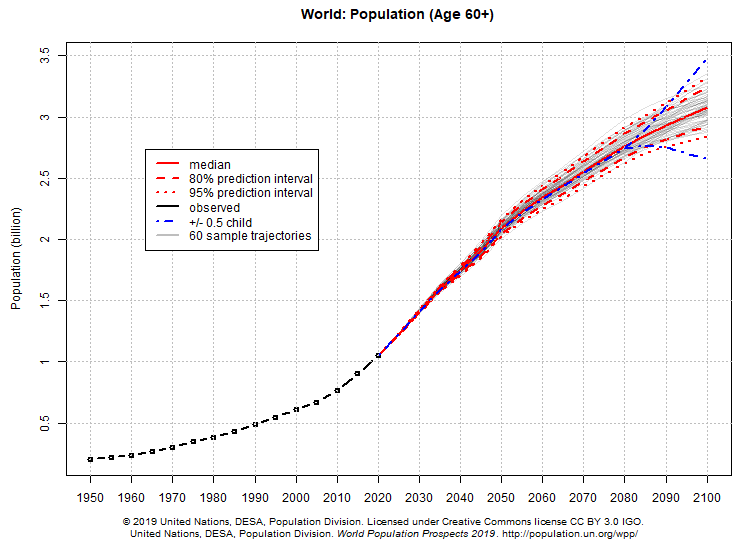 World: Population (Age 60+)
Population (billion)
3.5
3
2.5
2
1.5
1
0.5
median
80% prediction interval
95% prediction interval
observed
+/- 0.5 child
60 sample trajectories
1950 1960 1970 1980 1990 2000 2010 2020 2030 2040 2050 2060 2070 2080 2090 2100
© 2019 United Nations, DESA, Population Division. Licensed under Creative Commons license CC BY 3.0 IGO.
United Nations, DESA, Population Division. World Population Prospects 2019. http://population.un.org/wpp/